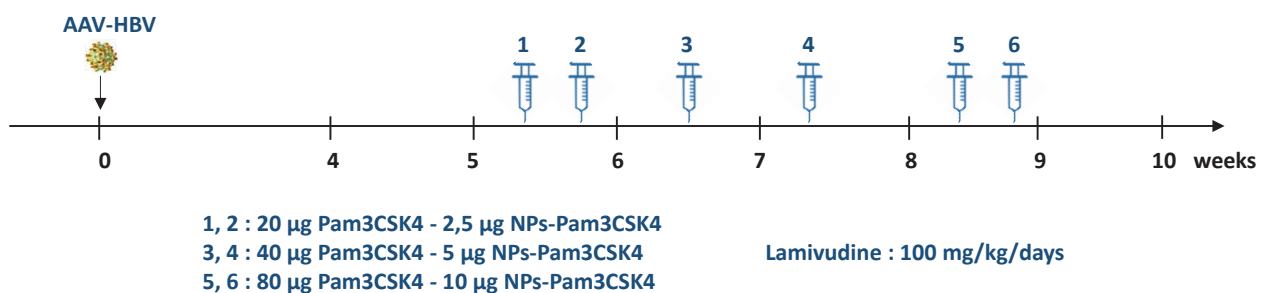 AAV-HBV
1 2 3 4 5 6
0 4 5 6 7 8 9 10 weeks
1, 2 : 20 µg Pam3CSK4 - 2,5 µg NPs-Pam3CSK4
3, 4 : 40 µg Pam3CSK4 - 5 µg NPs-Pam3CSK4 Lamivudine : 100 mg/kg/days
5, 6 : 80 µg Pam3CSK4 - 10 µg NPs-Pam3CSK4